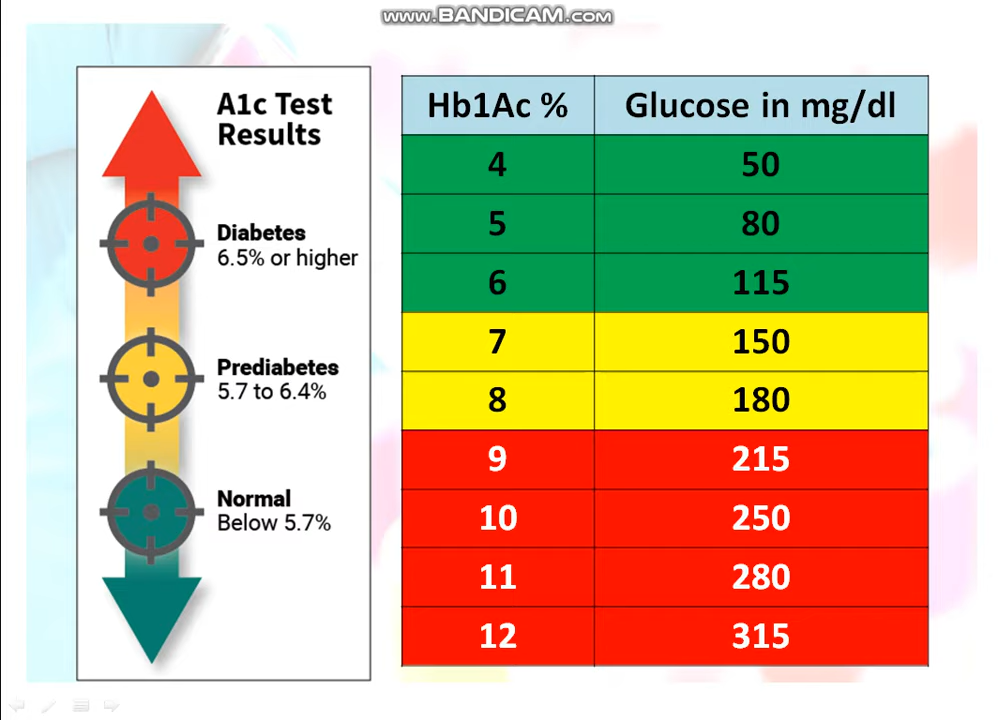 www.BANDICAM.com
A1c Test
Results
Diabetes
6.5% or higher
Prediabetes
5.7 to 6.4%
Normal
Below 5.7%
Hb1Ac % Glucose in mg/dl
4 50
5 80
6 115
7 150
8 180
9 215
10 250
11 280
12 315